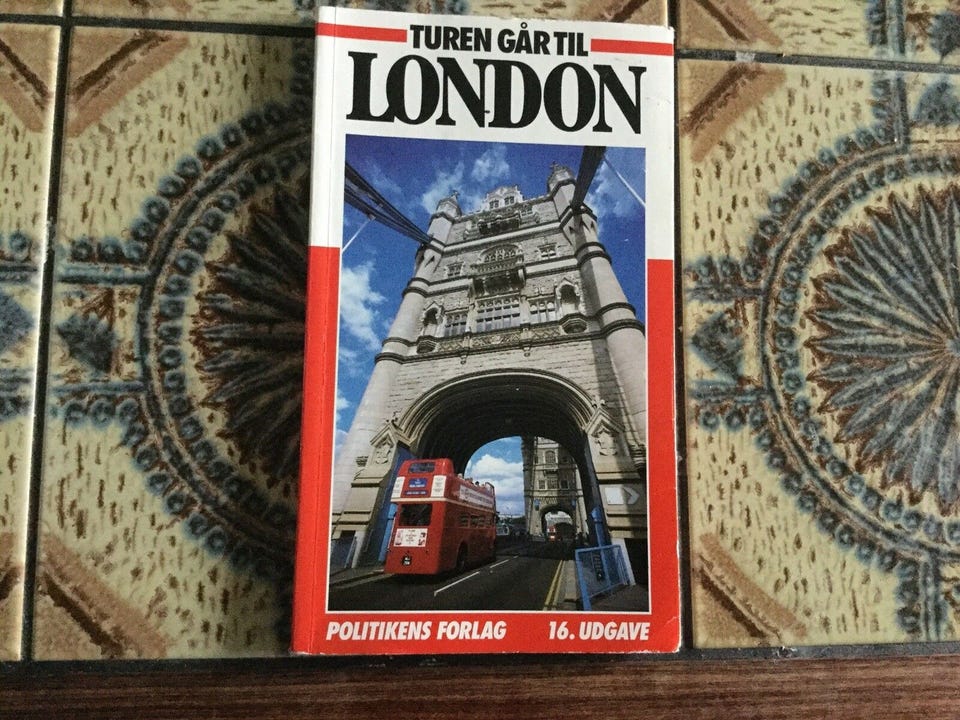 TUREN GÅR TIL
LONDON
POLITIKENS FORLAG 16. UDGAVE